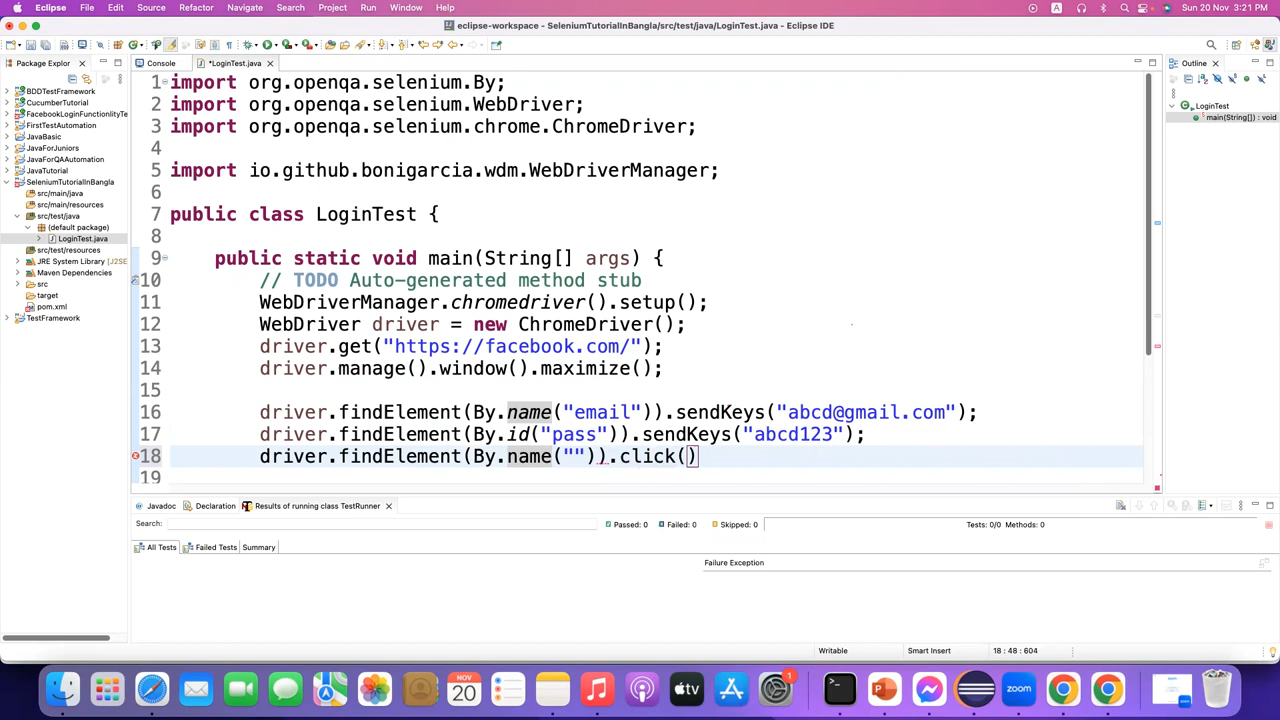 Eclipse File Edit Source Refactor Navigate Search Project Run Window Help Sun 20 Nov 3:21 PM
eclipse-workspace - SeleniumTutorialInBangla/src/test/java/LoginTest.java - Eclipse IDE
Package Explor
Console
*LoginTest.java
Outline
BDDTestFramework
CucumberTutorial
FacebookLoginFunctionlityTe
FirstTestAutomation
JavaBasic
JavaForJuniors
JavaForQAAutomation
JavaTutorial
SeleniumTutorialInBangla
src/main/java
src/main/resources
src/test/java
(default package)
LoginTest.java
src/test/resources
JRE System Library [J2SE
Maven Dependencies
src
target
pom.xml
TestFramework
1 import org.openqa.selenium.By;
2 import org.openqa.selenium.WebDriver;
3 import org.openqa.selenium.chrome.ChromeDriver;
4
5 import io.github.bonigarcia.wdm.WebDriverManager;
6
7 public class LoginTest {
8
9 public static void main(String[] args) {
10 // TODO Auto-generated method stub
11 WebDriverManager.chromedriver().setup();
12 WebDriver driver = new ChromeDriver();
13 driver.get("https://facebook.com/");
14 driver.manage().window().maximize();
15
16 driver.findElement(By.name("email")).sendKeys("abcd@gmail.com");
17 driver.findElement(By.id("pass")).sendKeys("abcd123");
18 driver.findElement(By.name("")).click()
19
LoginTest
main(String[]) : void
Javadoc Declaration Results of running class TestRunner
Search: Passed: 0 Failed: 0 Skipped: 0 Tests: 0/0 Methods: 0
All Tests Failed Tests Summary
Failure Exception
Writable Smart Insert 18 : 48 : 604
NOV
20
tv
1
zoom